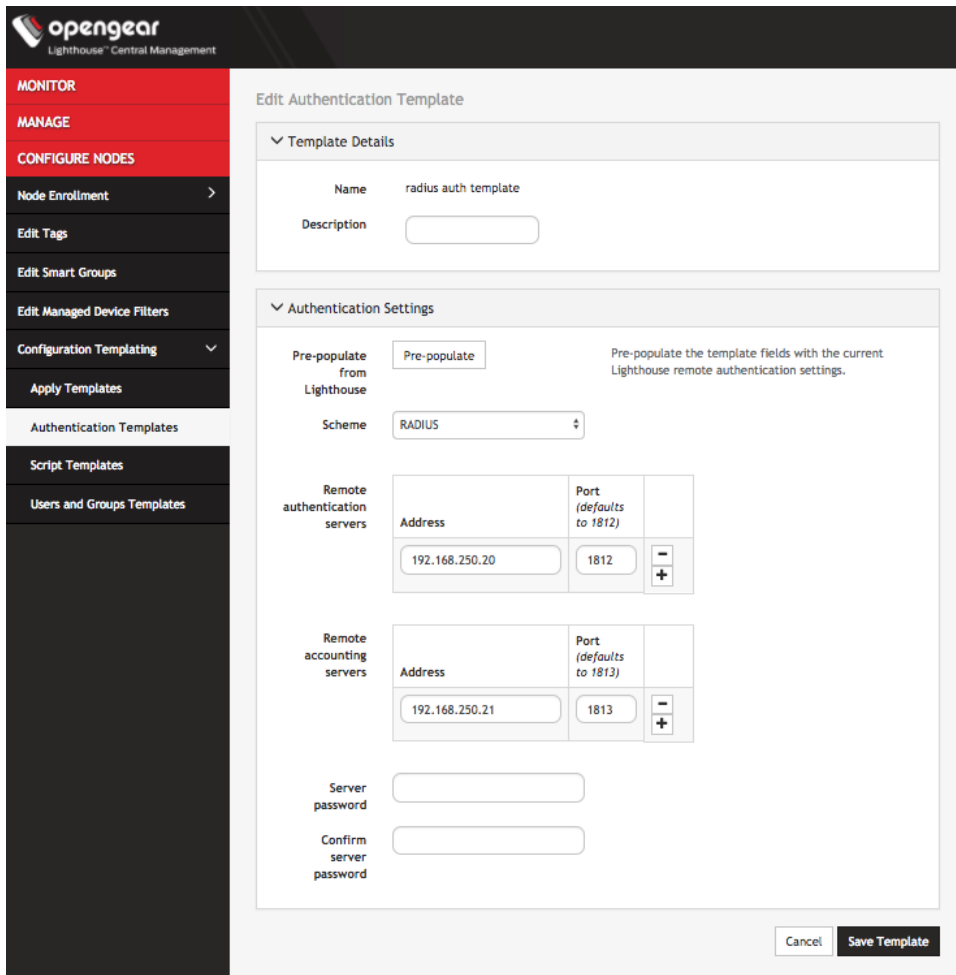 opengear
Lighthouse™ Central Management
MONITOR
MANAGE
CONFIGURE NODES
Node Enrollment
Edit Tags
Edit Smart Groups
Edit Managed Device Filters
Configuration Templating
Apply Templates
Authentication Templates
Script Templates
Users and Groups Templates
Edit Authentication Template
Template Details
Name radius auth template
Description
Authentication Settings
Pre-populate
from
Lighthouse
Pre-populate
Pre-populate the template fields with the current
Lighthouse remote authentication settings.
Scheme RADIUS
Remote
authentication
servers
Address
Port
(defaults
to 1812)
192.168.250.20 1812
Remote
accounting
servers
Address
Port
(defaults
to 1813)
192.168.250.21 1813
Server
password
Confirm
server
password
Cancel Save Template